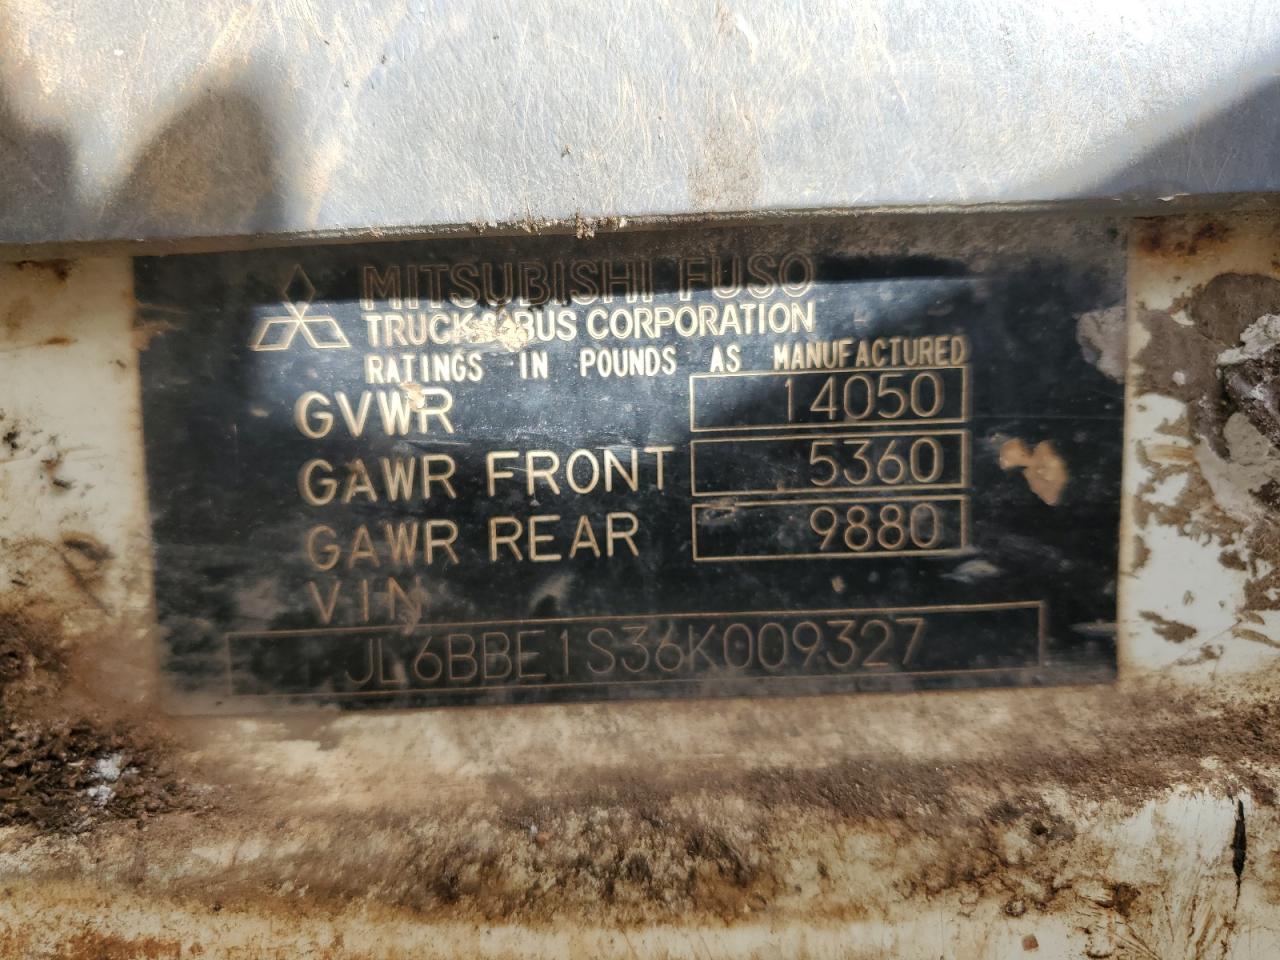 MITSUBISHI FUSO
TRUCK & BUS CORPORATION
RATINGS IN POUNDS AS MANUFACTURED
GVWR 14050
GAWR FRONT 5360
GAWR REAR 9880
VIN
JL6BBE1S36K009327